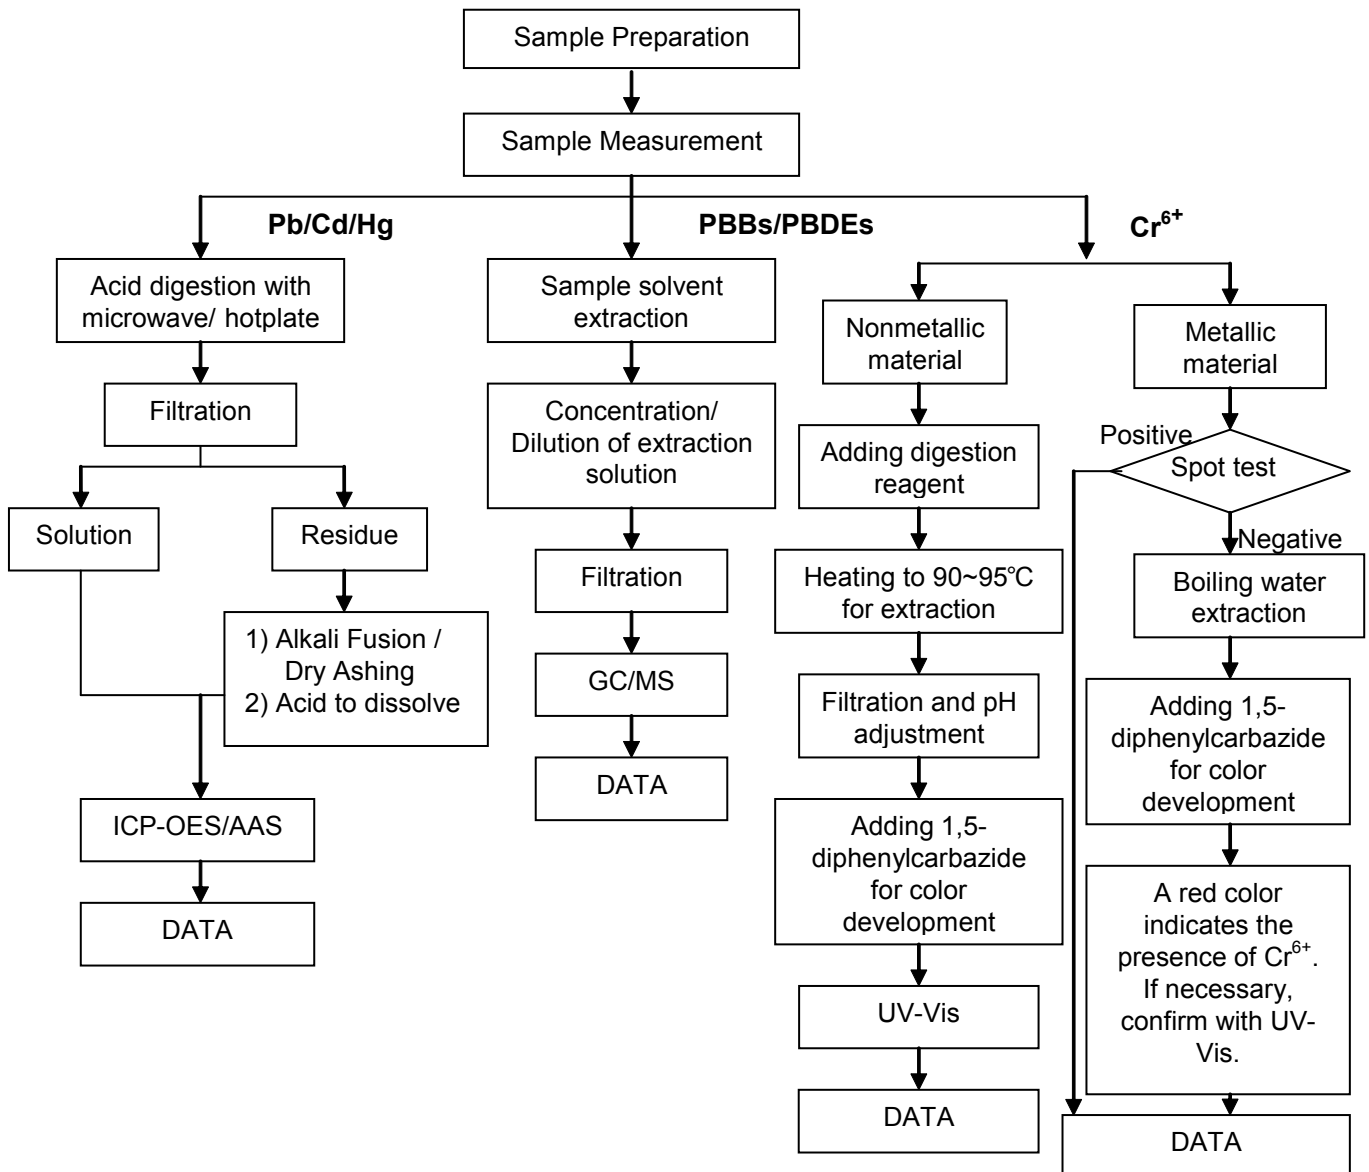 Sample Preparation
Sample Measurement
Pb/Cd/Hg
PBBs/PBDEs
Cr⁶⁺
Acid digestion with
microwave/ hotplate
Filtration
Solution
Residue
1) Alkali Fusion /
Dry Ashing
2) Acid to dissolve
ICP-OES/AAS
DATA
Sample solvent
extraction
Concentration/
Dilution of extraction
solution
Filtration
GC/MS
DATA
Nonmetallic
material
Adding digestion
reagent
Heating to 90~95℃
for extraction
Filtration and pH
adjustment
Adding 1,5-
diphenylcarbazide
for color
development
UV-Vis
DATA
Metallic
material
Positive
Spot test
Negative
Boiling water
extraction
Adding 1,5-
diphenylcarbazide
for color
development
A red color
indicates the
presence of Cr⁶⁺.
If necessary,
confirm with UV-
Vis.
DATA